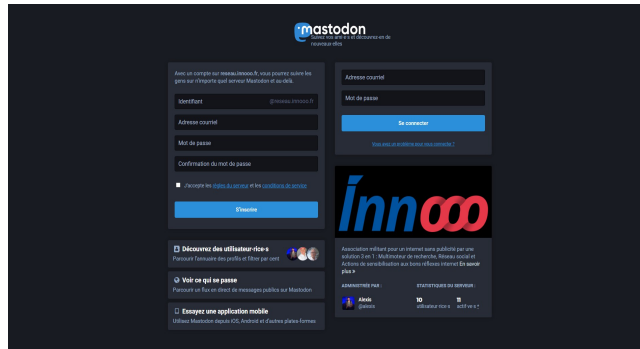 mastodon
Suivez vos ami·e·s et découvrez-en de
nouveaux·elles
Avec un compte sur reseau.innooo.fr, vous pourrez suivre les
gens sur n'importe quel serveur Mastodon et au-delà.
Identifiant @reseau.innooo.fr
Adresse courriel
Mot de passe
Confirmation du mot de passe
J'accepte les règles du serveur et les conditions de service
S'inscrire
Découvrez des utilisateur·rice·s
Parcourir l'annuaire des profils et filtrer par cent
Voir ce qui se passe
Parcourir un flux en direct de messages publics sur Mastodon
Essayez une application mobile
Utilisez Mastodon depuis iOS, Android et d'autres plates-formes
Adresse courriel
Mot de passe
Se connecter
Vous avez un problème pour vous connecter ?
Innooo
Association militant pour un internet sans publicité par une
solution 3 en 1 : Multimoteur de recherche, Réseau social et
Actions de sensibilisation aux bons réflexes internet En savoir
plus »
ADMINISTRÉE PAR : STATISTIQUES DU SERVEUR :
Alexis 10 11
@alexis utilisateur·rice·s actif·ve·s *